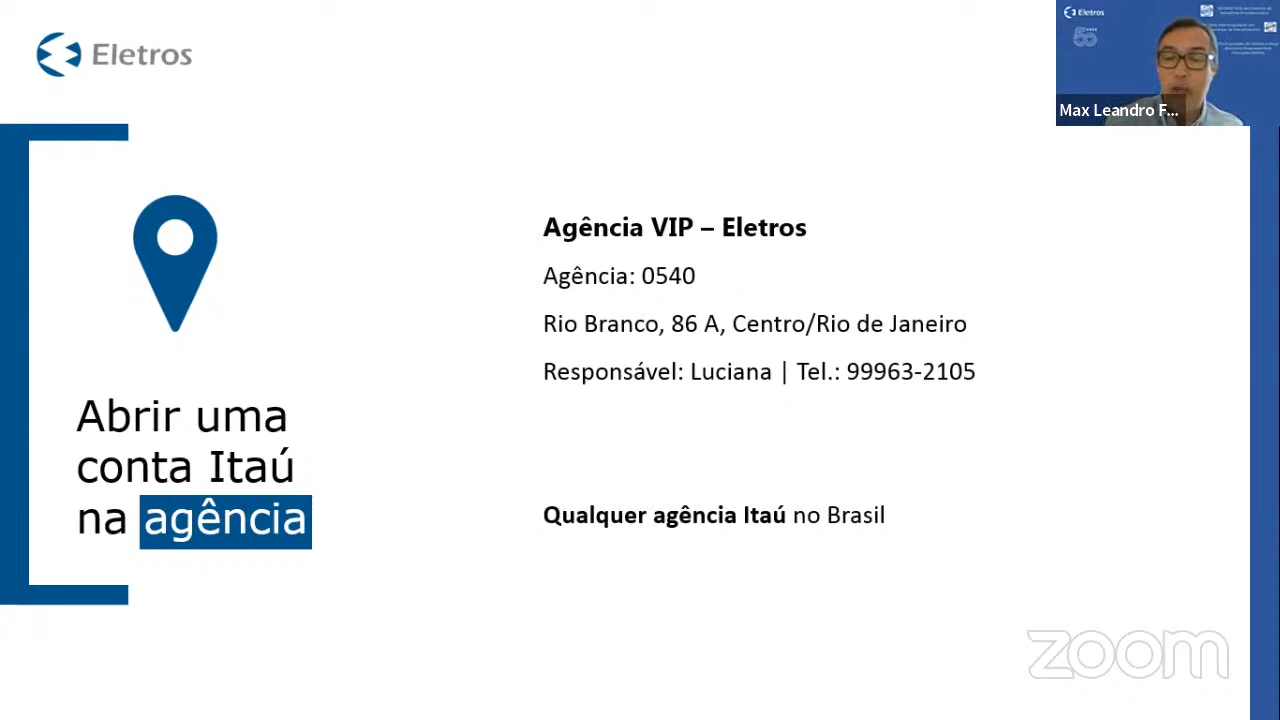 Eletros
Eletros
Max Leandro F...
Agência VIP – Eletros
Agência: 0540
Rio Branco, 86 A, Centro/Rio de Janeiro
Responsável: Luciana | Tel.: 99963-2105
Abrir uma
conta Itaú
na agência
Qualquer agência Itaú no Brasil
zoom